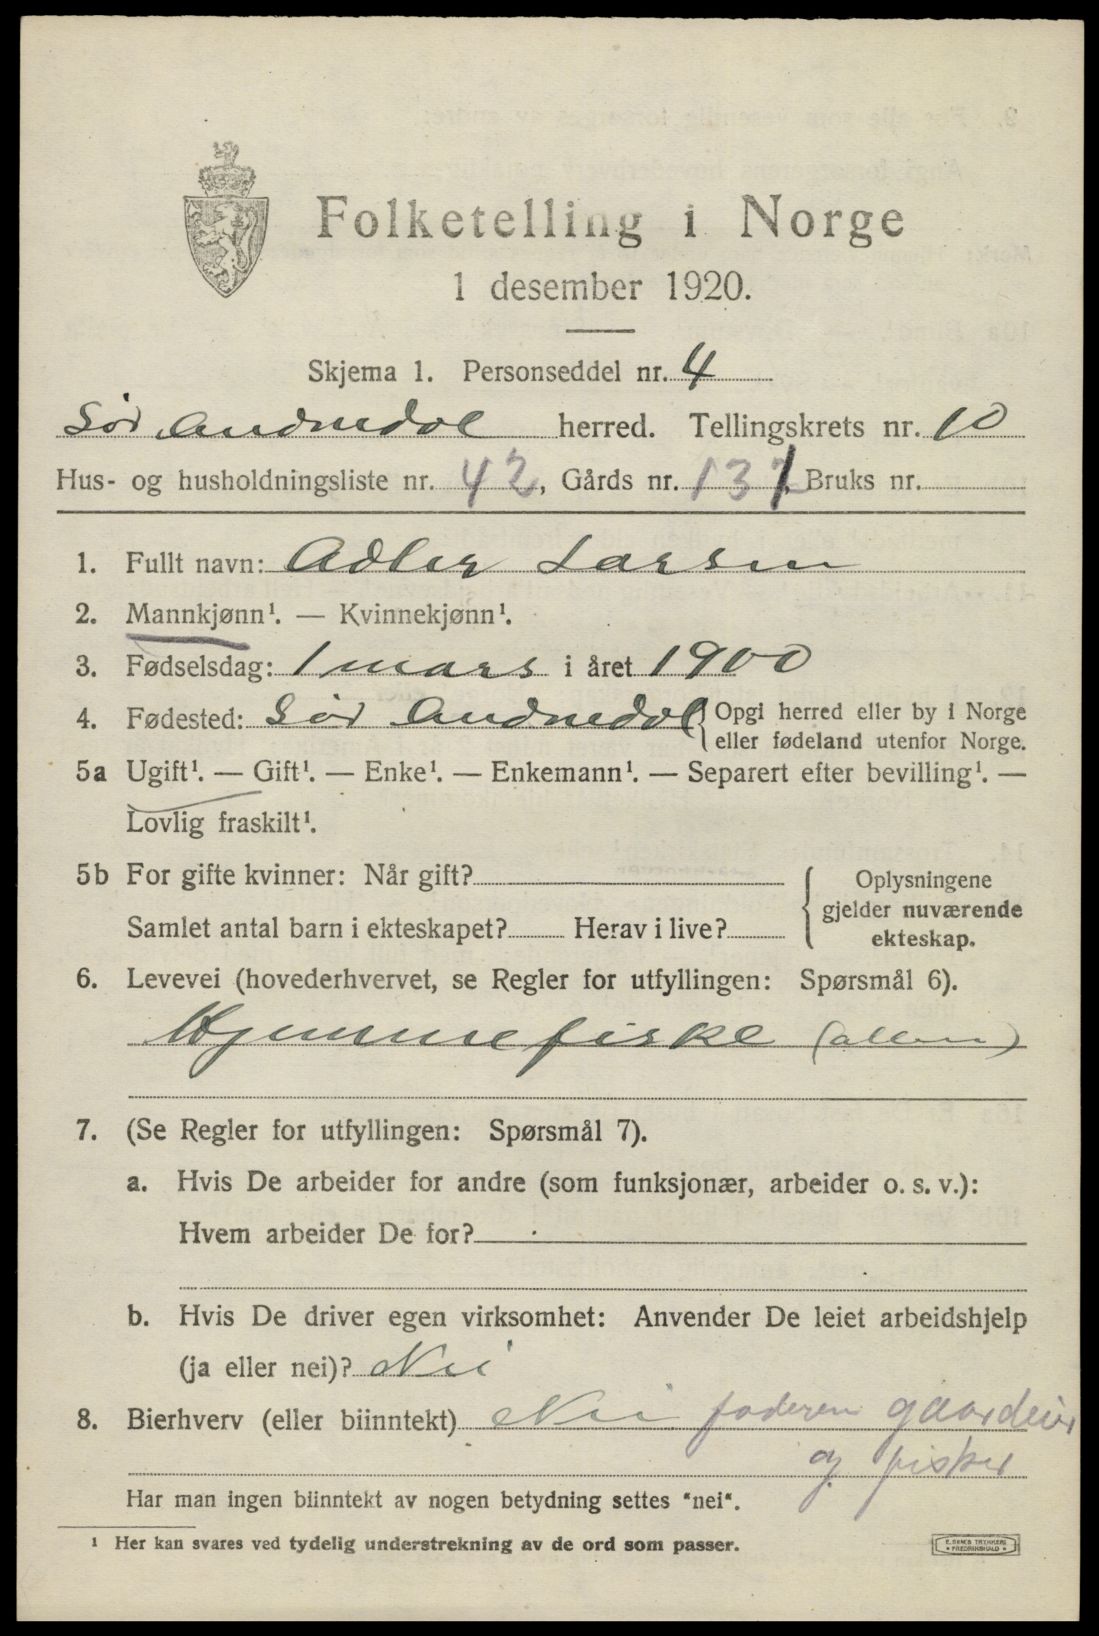 Folketelling i Norge
1 desember 1920.
Skjema 1. Personseddel nr. 4
Sør Audnedal herred. Tellingskrets nr. 10
Hus- og husholdningsliste nr. 42, Gårds nr. 137, Bruks nr.
1. Fullt navn: Adler Larsen
2. Mannkjønn¹. — Kvinnekjønn¹.
3. Fødselsdag: 1 mars i året 1900
4. Fødested: Sør Audnedal { Opgi herred eller by i Norge
eller fødeland utenfor Norge.
5a Ugift¹. — Gift¹. — Enke¹. — Enkemann¹. — Separert efter bevilling¹. —
Lovlig fraskilt¹.
5b For gifte kvinner: Når gift? { Oplysningene
gjelder nuværende
Samlet antal barn i ekteskapet? Herav i live? ekteskap.
6. Levevei (hovederhvervet, se Regler for utfyllingen: Spørsmål 6).
Hjemmefiske (allene)
7. (Se Regler for utfyllingen: Spørsmål 7).
a. Hvis De arbeider for andre (som funksjonær, arbeider o. s. v.):
Hvem arbeider De for?
b. Hvis De driver egen virksomhet: Anvender De leiet arbeidshjelp
(ja eller nei)? Nei
8. Bierhverv (eller biinntekt) Nei faderen gaardeier
og fisker
Har man ingen biinntekt av nogen betydning settes "nei".
¹ Her kan svares ved tydelig understrekning av de ord som passer.
E. SEMS TRYKKERI
FREDRIKSHALD